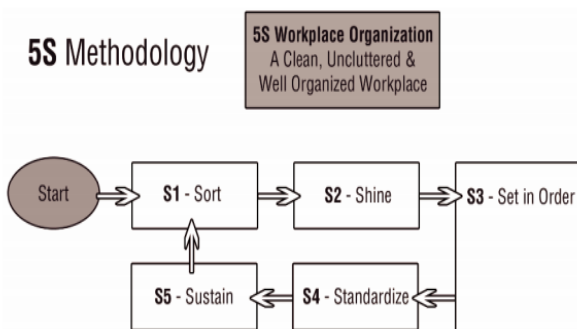 5S Methodology
5S Workplace Organization
A Clean, Uncluttered &
Well Organized Workplace
Start
S1 - Sort
S2 - Shine
S3 - Set in Order
S5 - Sustain
S4 - Standardize